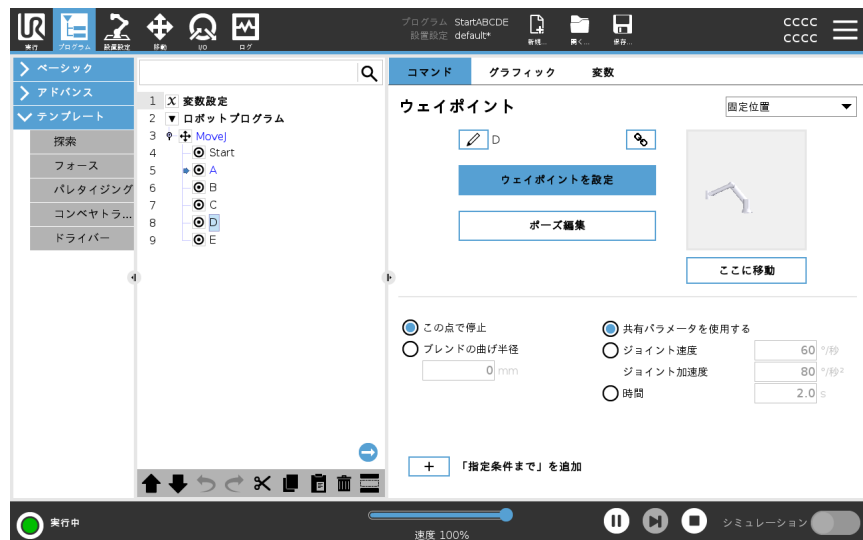 UR
実行
プログラム
設置設定
移動
I/O
ログ
プログラム StartABCDE
設置設定 default*
新規...
開く...
保存...
cccc
cccc
ベーシック
アドバンス
テンプレート
探索
フォース
パレタイジング
コンベヤトラ...
ドライバー
1 X 変数設定
2 ロボットプログラム
3 MoveJ
4 Start
5 A
6 B
7 C
8 D
9 E
コマンド グラフィック 変数
ウェイポイント
固定位置
D
ウェイポイントを設定
ポーズ編集
ここに移動
この点で停止
ブレンドの曲げ半径
0 mm
共有パラメータを使用する
ジョイント速度 60 °/秒
ジョイント加速度 80 °/秒²
時間 2.0 s
+ 「指定条件まで」を追加
実行中
速度 100%
シミュレーション